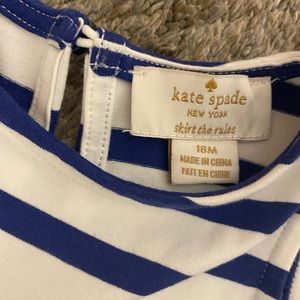 kate spade
NEW YORK
skirt the rules
18M
MADE IN CHINA
FAIT EN CHINE